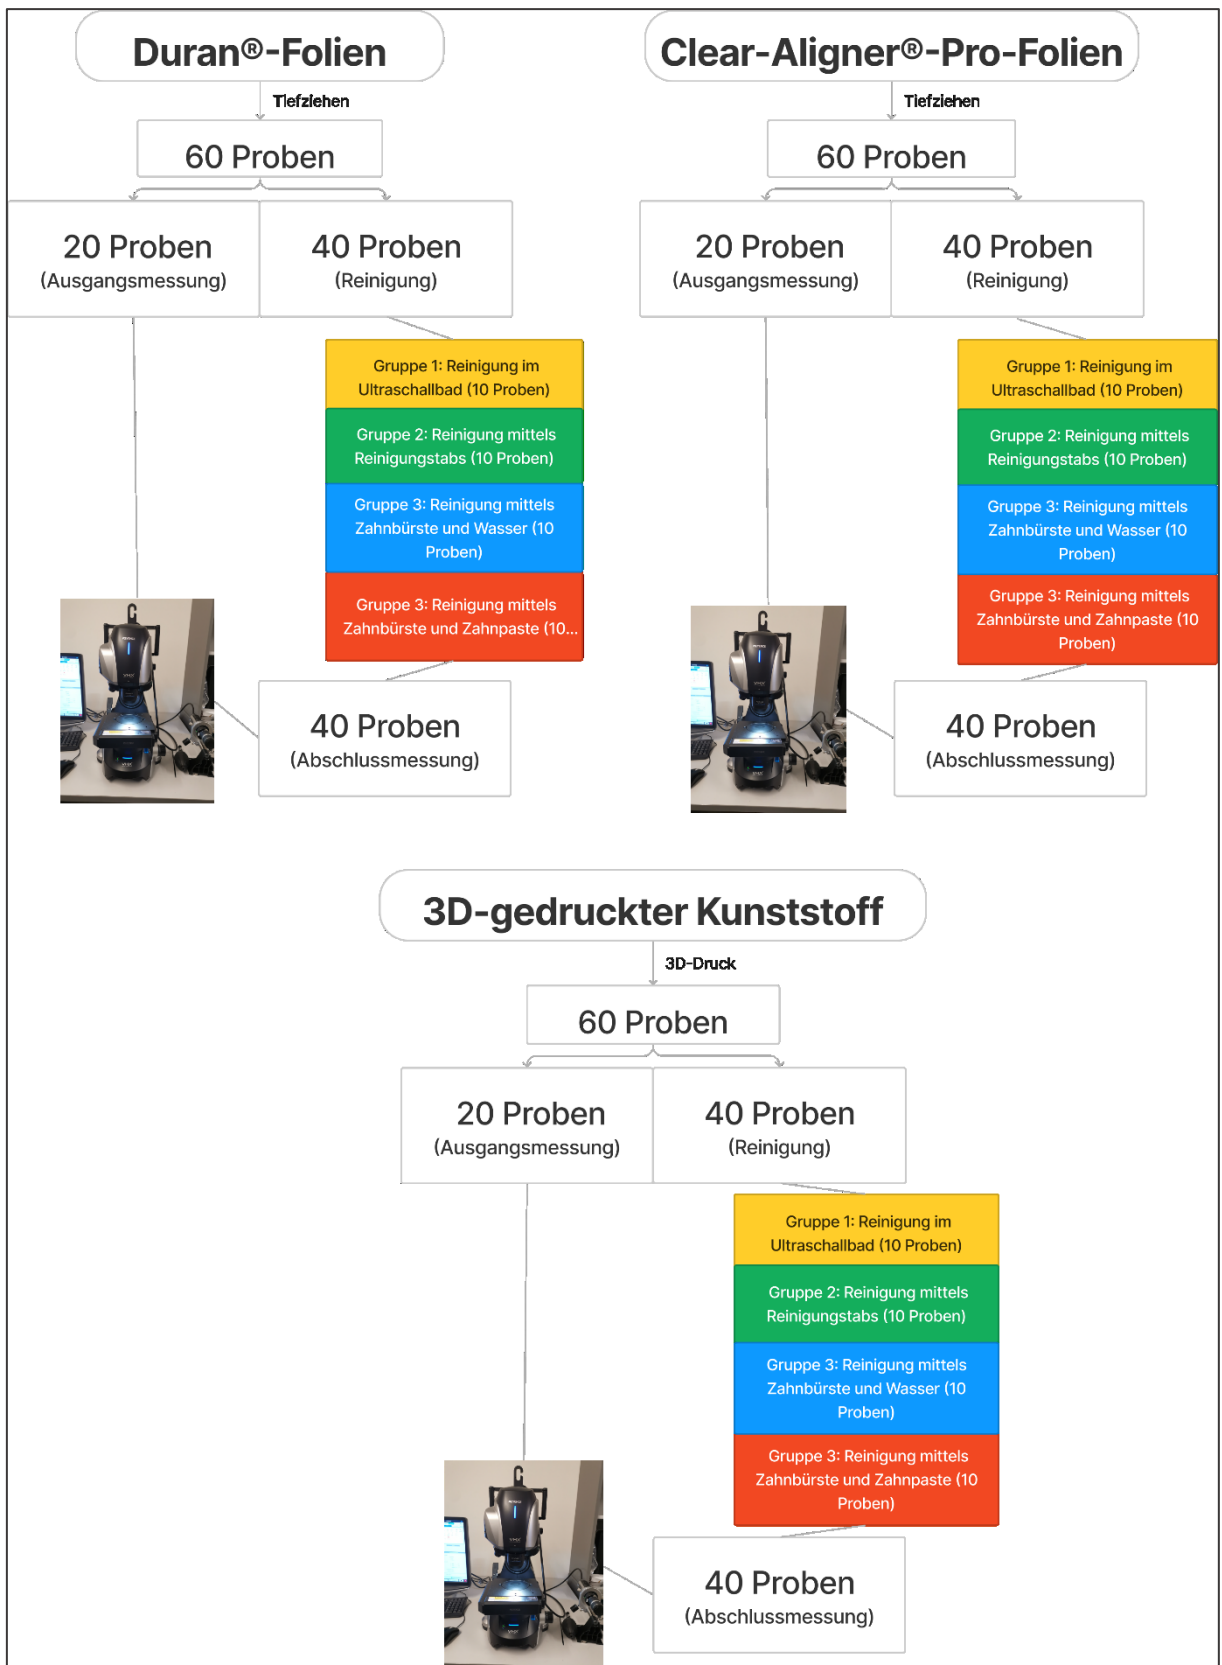 Duran®-Folien
Tiefziehen
60 Proben
20 Proben
(Ausgangsmessung)
40 Proben
(Reinigung)
Gruppe 1: Reinigung im
Ultraschallbad (10 Proben)
Gruppe 2: Reinigung mittels
Reinigungstabs (10 Proben)
Gruppe 3: Reinigung mittels
Zahnbürste und Wasser (10
Proben)
Gruppe 3: Reinigung mittels
Zahnbürste und Zahnpaste (10...
40 Proben
(Abschlussmessung)
Clear-Aligner®-Pro-Folien
Tiefziehen
60 Proben
20 Proben
(Ausgangsmessung)
40 Proben
(Reinigung)
Gruppe 1: Reinigung im
Ultraschallbad (10 Proben)
Gruppe 2: Reinigung mittels
Reinigungstabs (10 Proben)
Gruppe 3: Reinigung mittels
Zahnbürste und Wasser (10
Proben)
Gruppe 3: Reinigung mittels
Zahnbürste und Zahnpaste (10
Proben)
40 Proben
(Abschlussmessung)
3D-gedruckter Kunststoff
3D-Druck
60 Proben
20 Proben
(Ausgangsmessung)
40 Proben
(Reinigung)
Gruppe 1: Reinigung im
Ultraschallbad (10 Proben)
Gruppe 2: Reinigung mittels
Reinigungstabs (10 Proben)
Gruppe 3: Reinigung mittels
Zahnbürste und Wasser (10
Proben)
Gruppe 3: Reinigung mittels
Zahnbürste und Zahnpaste (10
Proben)
40 Proben
(Abschlussmessung)